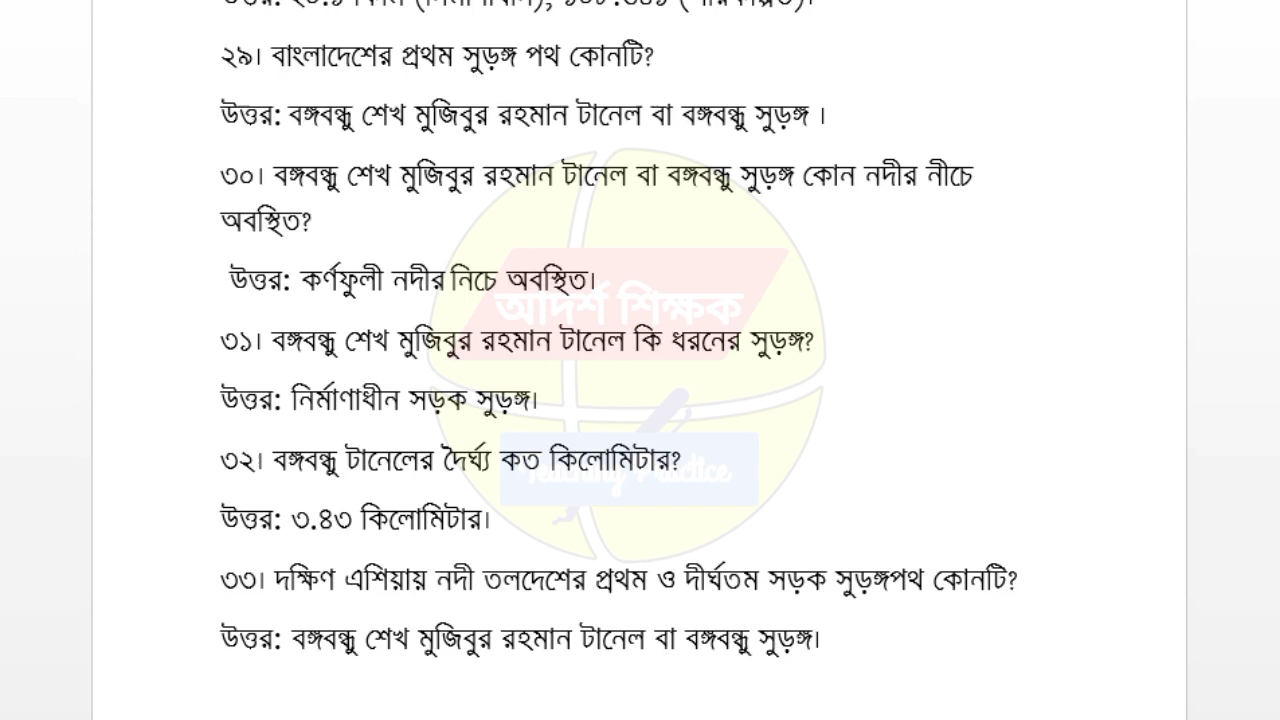 ২৯। বাংলাদেশের প্রথম সুড়ঙ্গ পথ কোনটি?
উত্তর: বঙ্গবন্ধু শেখ মুজিবুর রহমান টানেল বা বঙ্গবন্ধু সুড়ঙ্গ ।
৩০। বঙ্গবন্ধু শেখ মুজিবুর রহমান টানেল বা বঙ্গবন্ধু সুড়ঙ্গ কোন নদীর নীচে
অবস্থিত?
উত্তর: কর্ণফুলী নদীর নিচে অবস্থিত।
আদর্শ শিক্ষক
৩১। বঙ্গবন্ধু শেখ মুজিবুর রহমান টানেল কি ধরনের সুড়ঙ্গ?
উত্তর: নির্মাণাধীন সড়ক সুড়ঙ্গ।
৩২। বঙ্গবন্ধু টানেলের দৈর্ঘ্য কত কিলোমিটার?
Teaching Practice
উত্তর: ৩.৪৩ কিলোমিটার।
৩৩। দক্ষিণ এশিয়ায় নদী তলদেশের প্রথম ও দীর্ঘতম সড়ক সুড়ঙ্গপথ কোনটি?
উত্তর: বঙ্গবন্ধু শেখ মুজিবুর রহমান টানেল বা বঙ্গবন্ধু সুড়ঙ্গ।